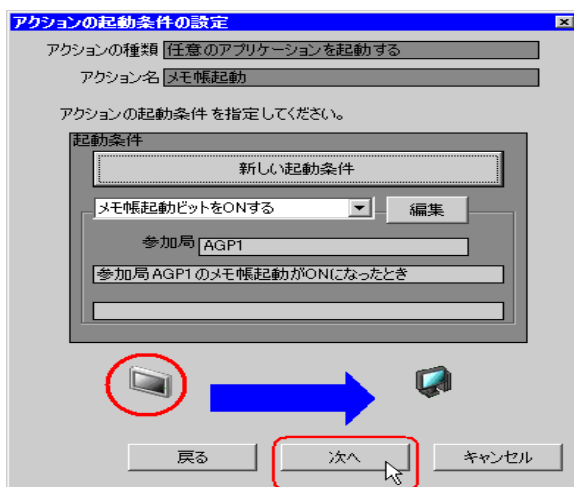 アクションの起動条件の設定
アクションの種類 任意のアプリケーションを起動する
アクション名 メモ帳起動
アクションの起動条件 を指定してください。
起動条件
新しい起動条件
メモ帳起動ビットをONする 編集
参加局 AGP1
参加局 AGP1 のメモ帳起動がONになったとき
戻る 次へ キャンセル